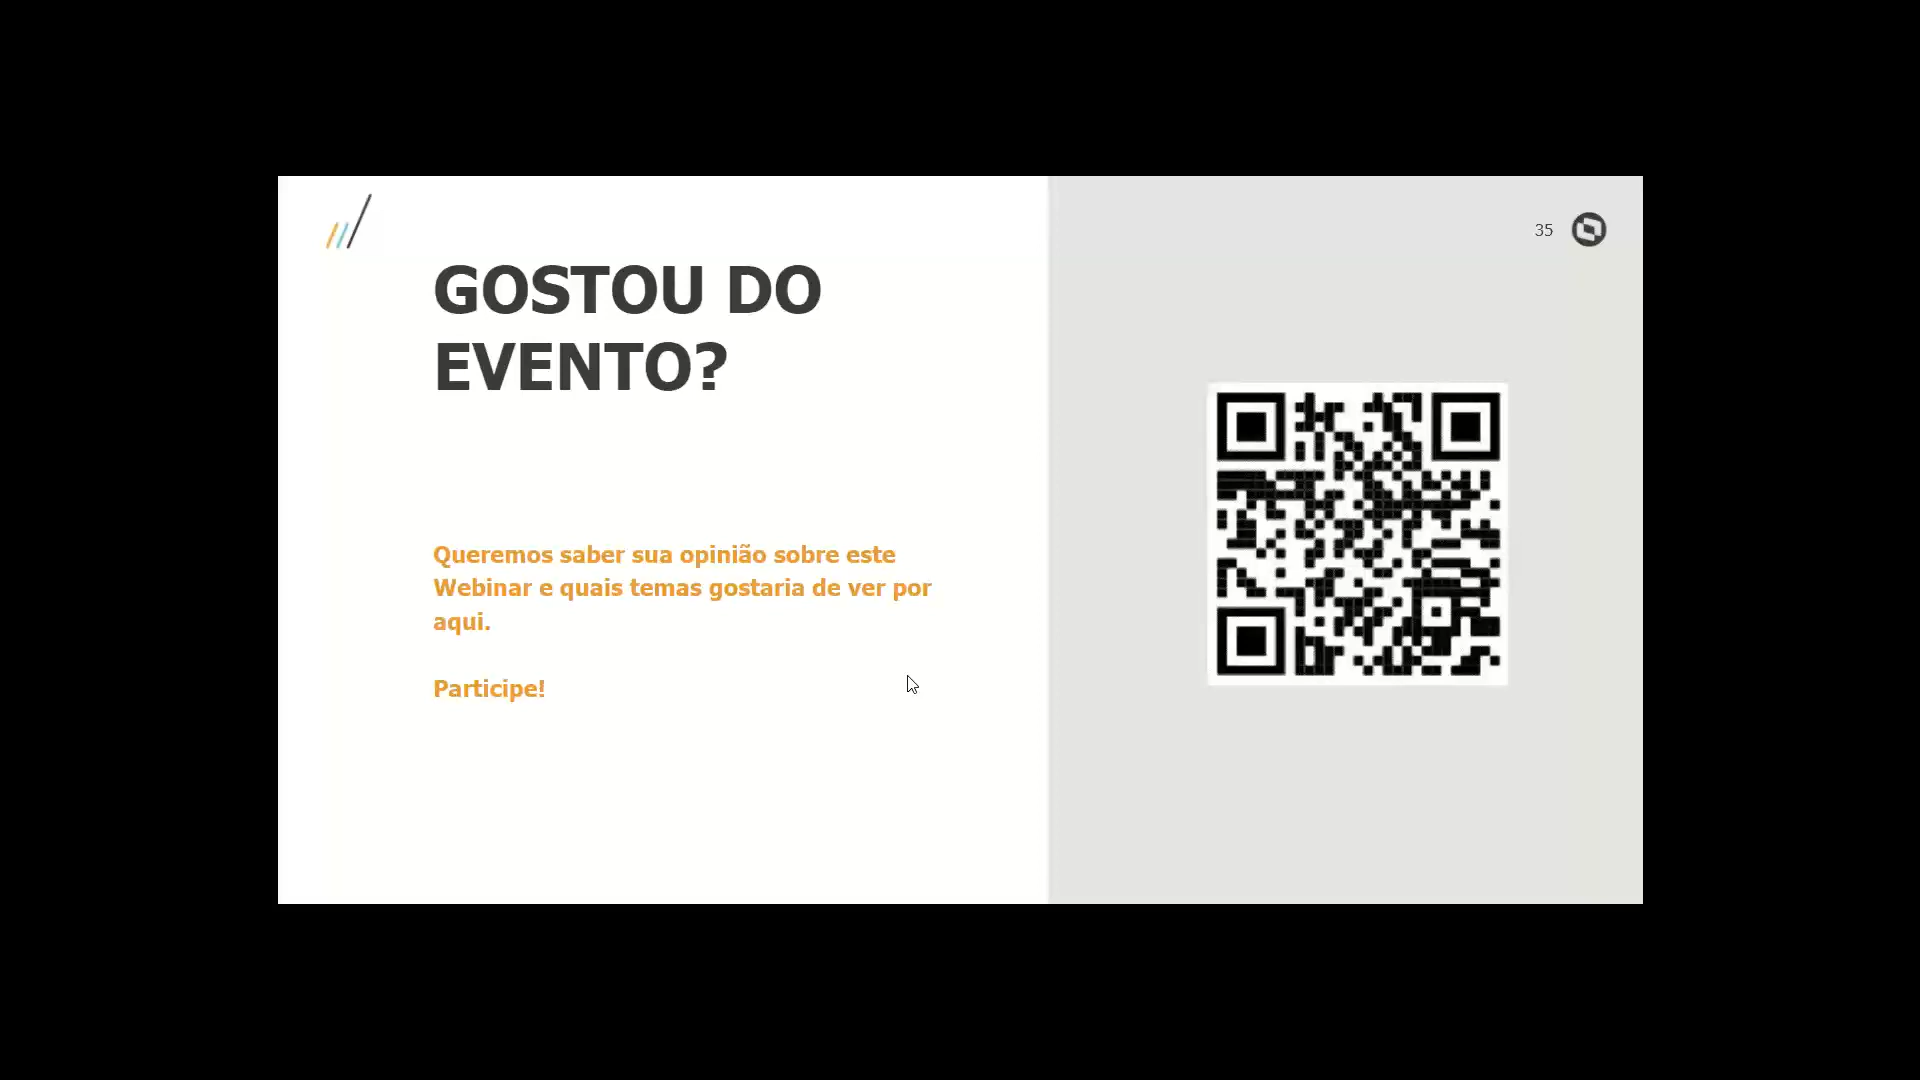 35
GOSTOU DO
EVENTO?
Queremos saber sua opinião sobre este
Webinar e quais temas gostaria de ver por
aqui.
Participe!